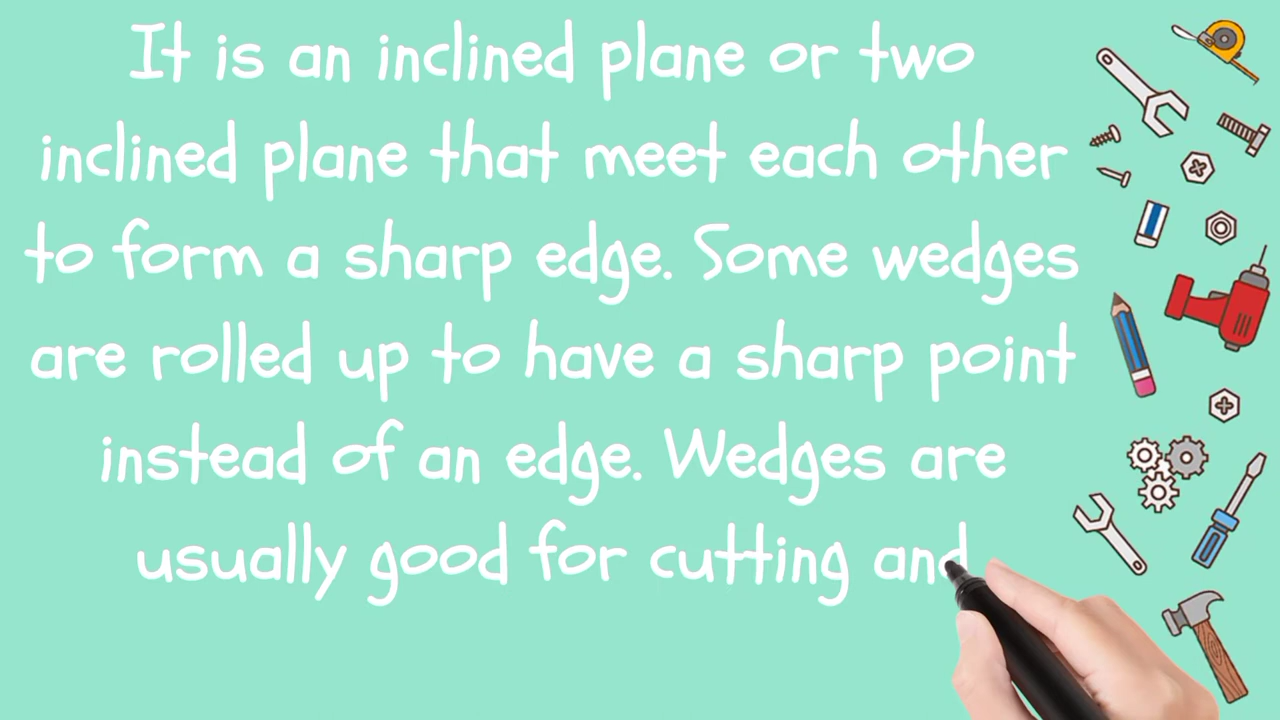 It is an inclined plane or two
inclined plane that meet each other
to form a sharp edge. Some wedges
are rolled up to have a sharp point
instead of an edge. Wedges are
usually good for cutting and